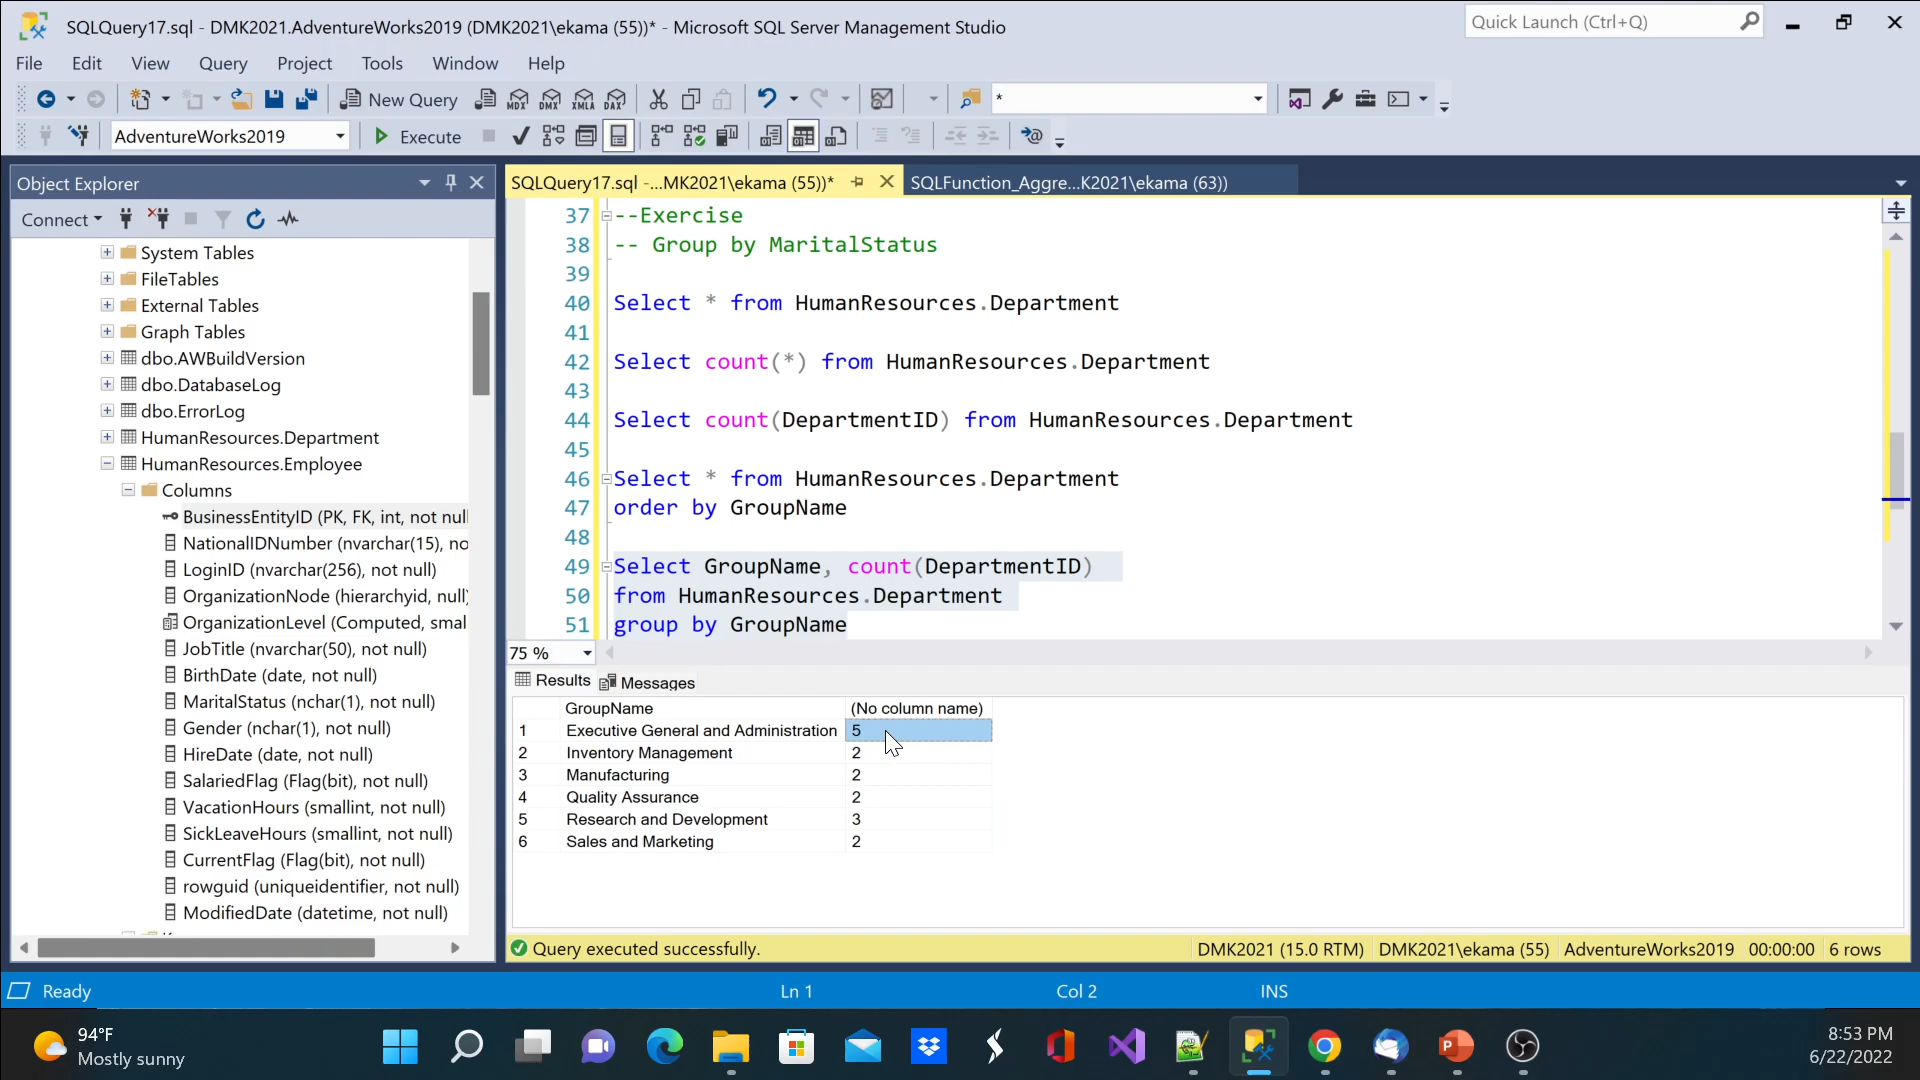 SQLQuery17.sql - DMK2021.AdventureWorks2019 (DMK2021\ekama (55))* - Microsoft SQL Server Management Studio
Quick Launch (Ctrl+Q)
File Edit View Query Project Tools Window Help
New Query MDX DMX XMLA DAX *
AdventureWorks2019 Execute
Object Explorer
SQLQuery17.sql -...MK2021\ekama (55))* SQLFunction_Aggre...K2021\ekama (63))
Connect
System Tables
FileTables
External Tables
Graph Tables
dbo.AWBuildVersion
dbo.DatabaseLog
dbo.ErrorLog
HumanResources.Department
HumanResources.Employee
Columns
BusinessEntityID (PK, FK, int, not nul
NationalIDNumber (nvarchar(15), no
LoginID (nvarchar(256), not null)
OrganizationNode (hierarchyid, null)
OrganizationLevel (Computed, smal
JobTitle (nvarchar(50), not null)
BirthDate (date, not null)
MaritalStatus (nchar(1), not null)
Gender (nchar(1), not null)
HireDate (date, not null)
SalariedFlag (Flag(bit), not null)
VacationHours (smallint, not null)
SickLeaveHours (smallint, not null)
CurrentFlag (Flag(bit), not null)
rowguid (uniqueidentifier, not null)
ModifiedDate (datetime, not null)
37 --Exercise
38 -- Group by MaritalStatus
39
40 Select * from HumanResources.Department
41
42 Select count(*) from HumanResources.Department
43
44 Select count(DepartmentID) from HumanResources.Department
45
46 Select * from HumanResources.Department
47 order by GroupName
48
49 Select GroupName, count(DepartmentID)
50 from HumanResources.Department
51 group by GroupName
75 %
Results Messages
GroupName (No column name)
1 Executive General and Administration 5
2 Inventory Management 2
3 Manufacturing 2
4 Quality Assurance 2
5 Research and Development 3
6 Sales and Marketing 2
Query executed successfully. DMK2021 (15.0 RTM) DMK2021\ekama (55) AdventureWorks2019 00:00:00 6 rows
Ready Ln 1 Col 2 INS
94°F
Mostly sunny
8:53 PM
6/22/2022